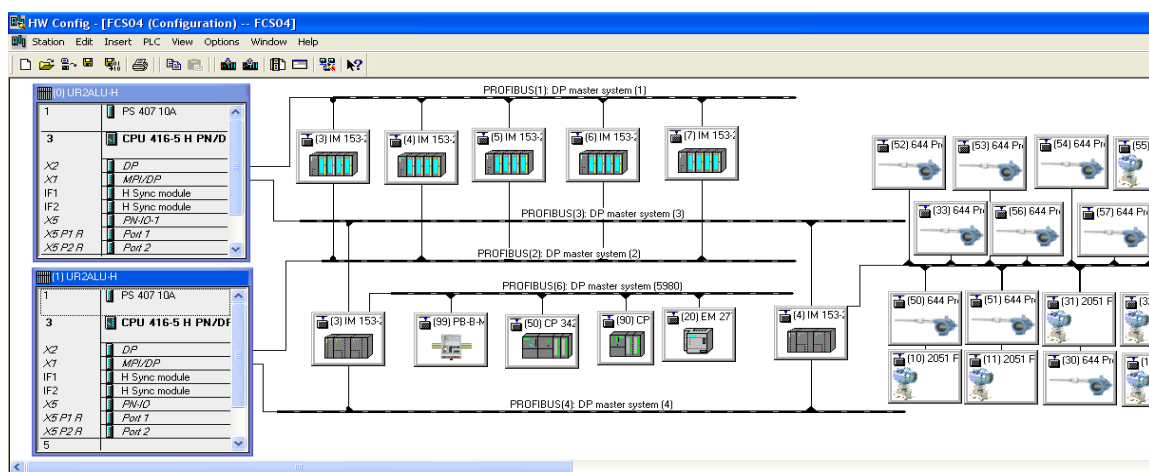 HW Config - [FCS04 (Configuration) -- FCS04]
Station Edit Insert PLC View Options Window Help
(0) UR2ALU-H
1 PS 407 10A
3 CPU 416-5 H PN/D
X2 DP
X1 MPI/DP
IF1 H Sync module
IF2 H Sync module
X5 PN-IO-1
X5 P1 R Port 1
X5 P2 R Port 2
(1) UR2ALU-H
1 PS 407 10A
3 CPU 416-5 H PN/DF
X2 DP
X1 MPI/DP
IF1 H Sync module
IF2 H Sync module
X5 PN-IO
X5 P1 R Port 1
X5 P2 R Port 2
5
PROFIBUS(1): DP master system (1)
(3) IM 153-2 (4) IM 153-2 (5) IM 153-2 (6) IM 153-2 (7) IM 153-2
PROFIBUS(3): DP master system (3)
PROFIBUS(2): DP master system (2)
PROFIBUS(6): DP master system (5980)
(3) IM 153-2 (99) PB-B-M (50) CP 342 (90) CP (20) EM 27 (4) IM 153-2
PROFIBUS(4): DP master system (4)
(52) 644 Pr (53) 644 Pr (54) 644 Pr (55)
(33) 644 Pr (56) 644 Pr (57) 644 Pr
(50) 644 Pr (51) 644 Pr (31) 2051 F
(10) 2051 F (11) 2051 F (30) 644 Pr